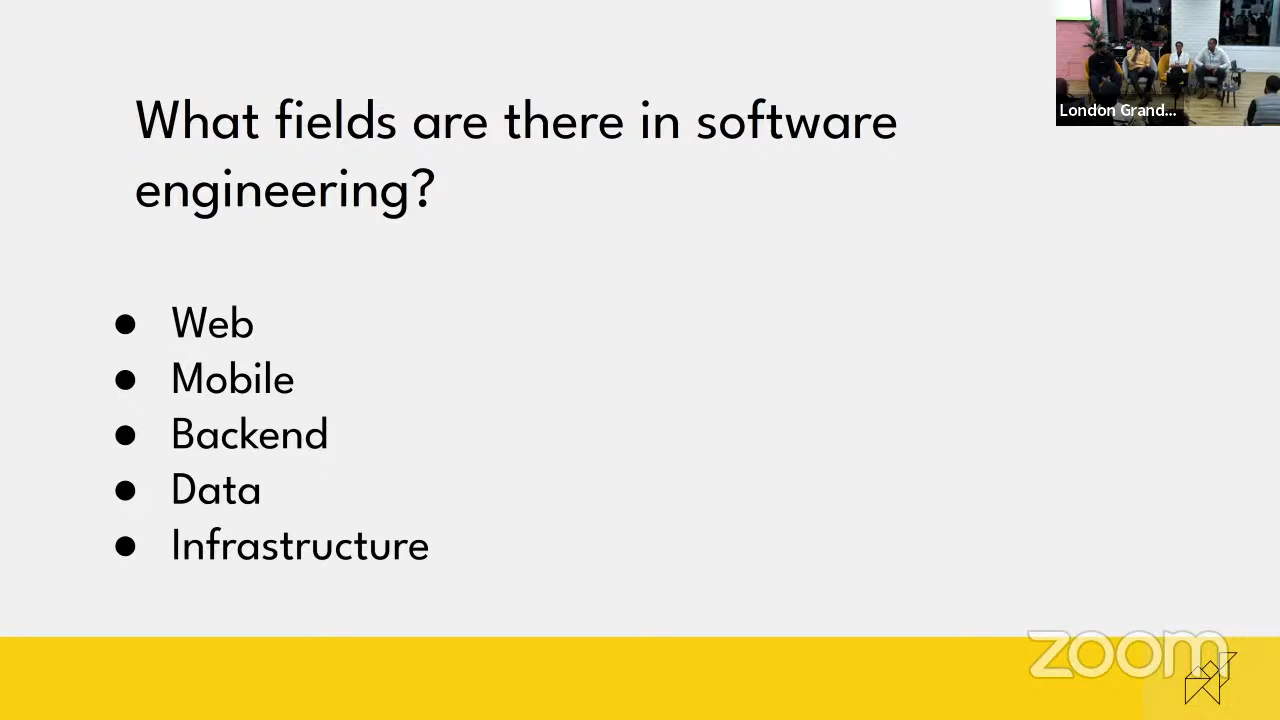 What fields are there in software
engineering?
● Web
● Mobile
● Backend
● Data
● Infrastructure
London Grand...
zoom